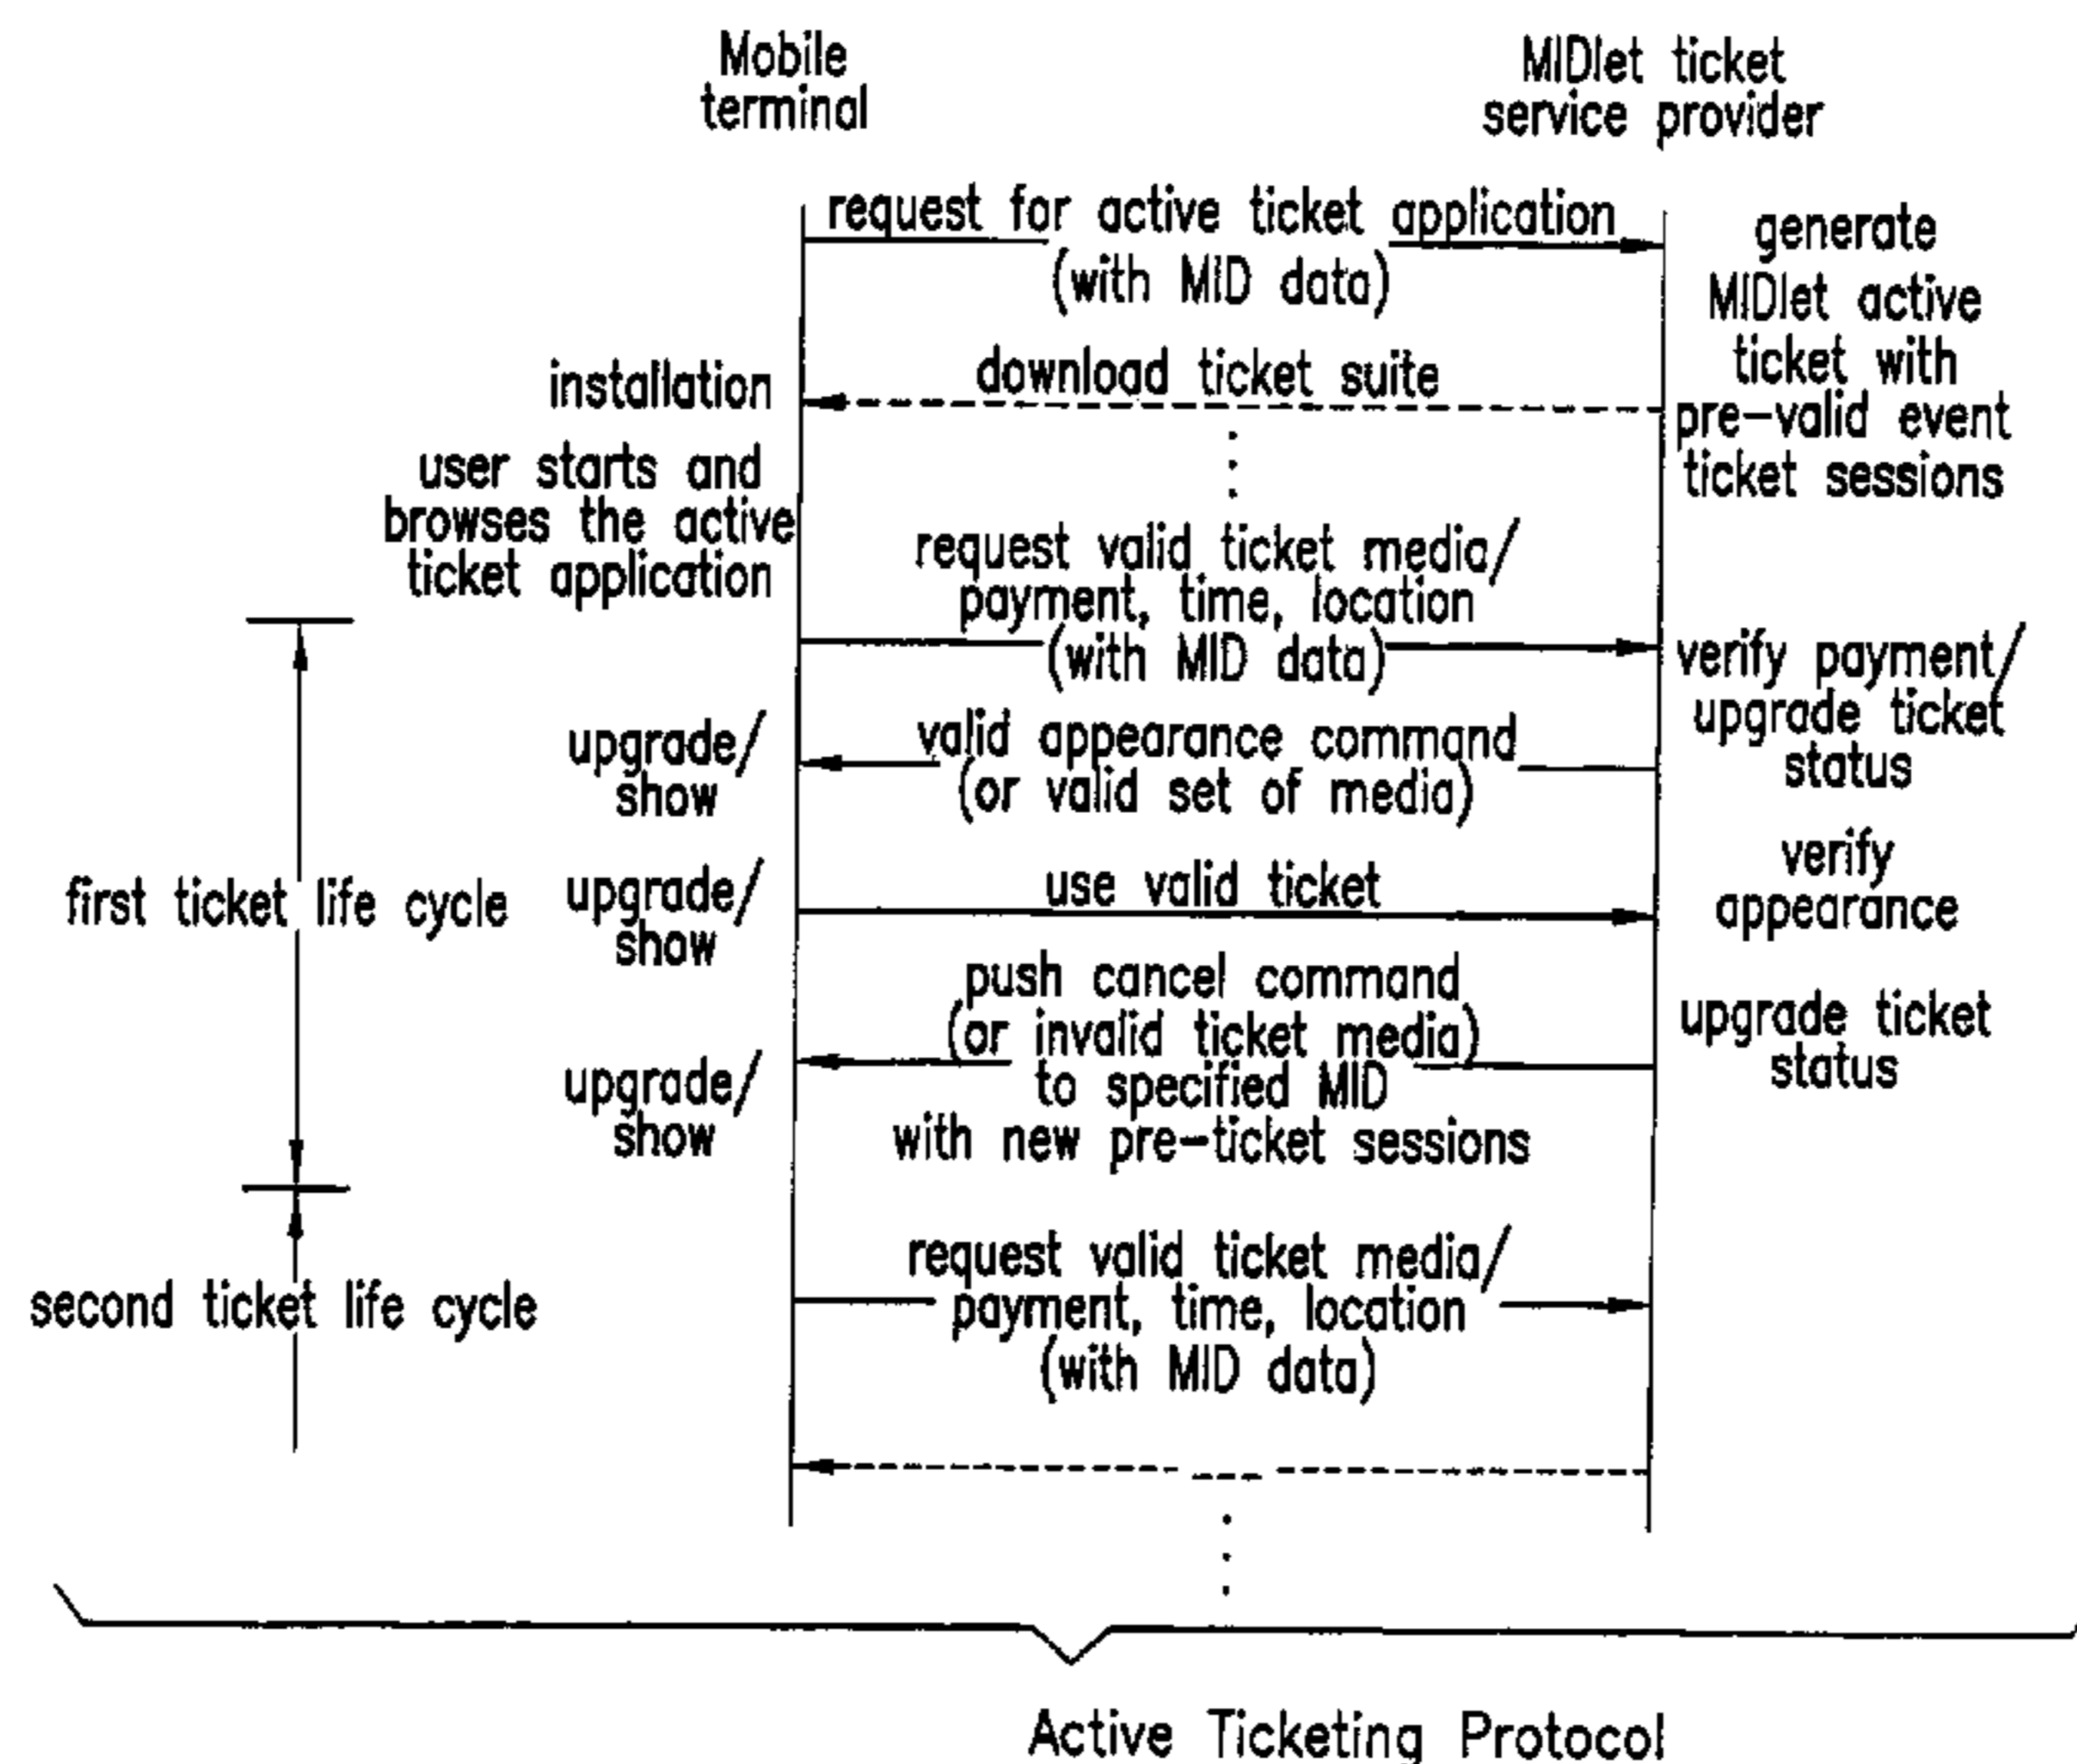 Mobile
terminal
MIDlet ticket
service provider
request for active ticket application
(with MID data)
generate
MIDlet active
ticket with
pre-valid event
ticket sessions
installation
download ticket suite
user starts and
browses the active
ticket application
request valid ticket media/
payment, time, location
(with MID data)
verify payment/
upgrade ticket
status
upgrade/
show
valid appearance command
(or valid set of media)
first ticket life cycle
upgrade/
show
use valid ticket
verify
appearance
push cancel command
(or invalid ticket media)
to specified MID
with new pre-ticket sessions
upgrade ticket
status
upgrade/
show
second ticket life cycle
request valid ticket media/
payment, time, location
(with MID data)
Active Ticketing Protocol